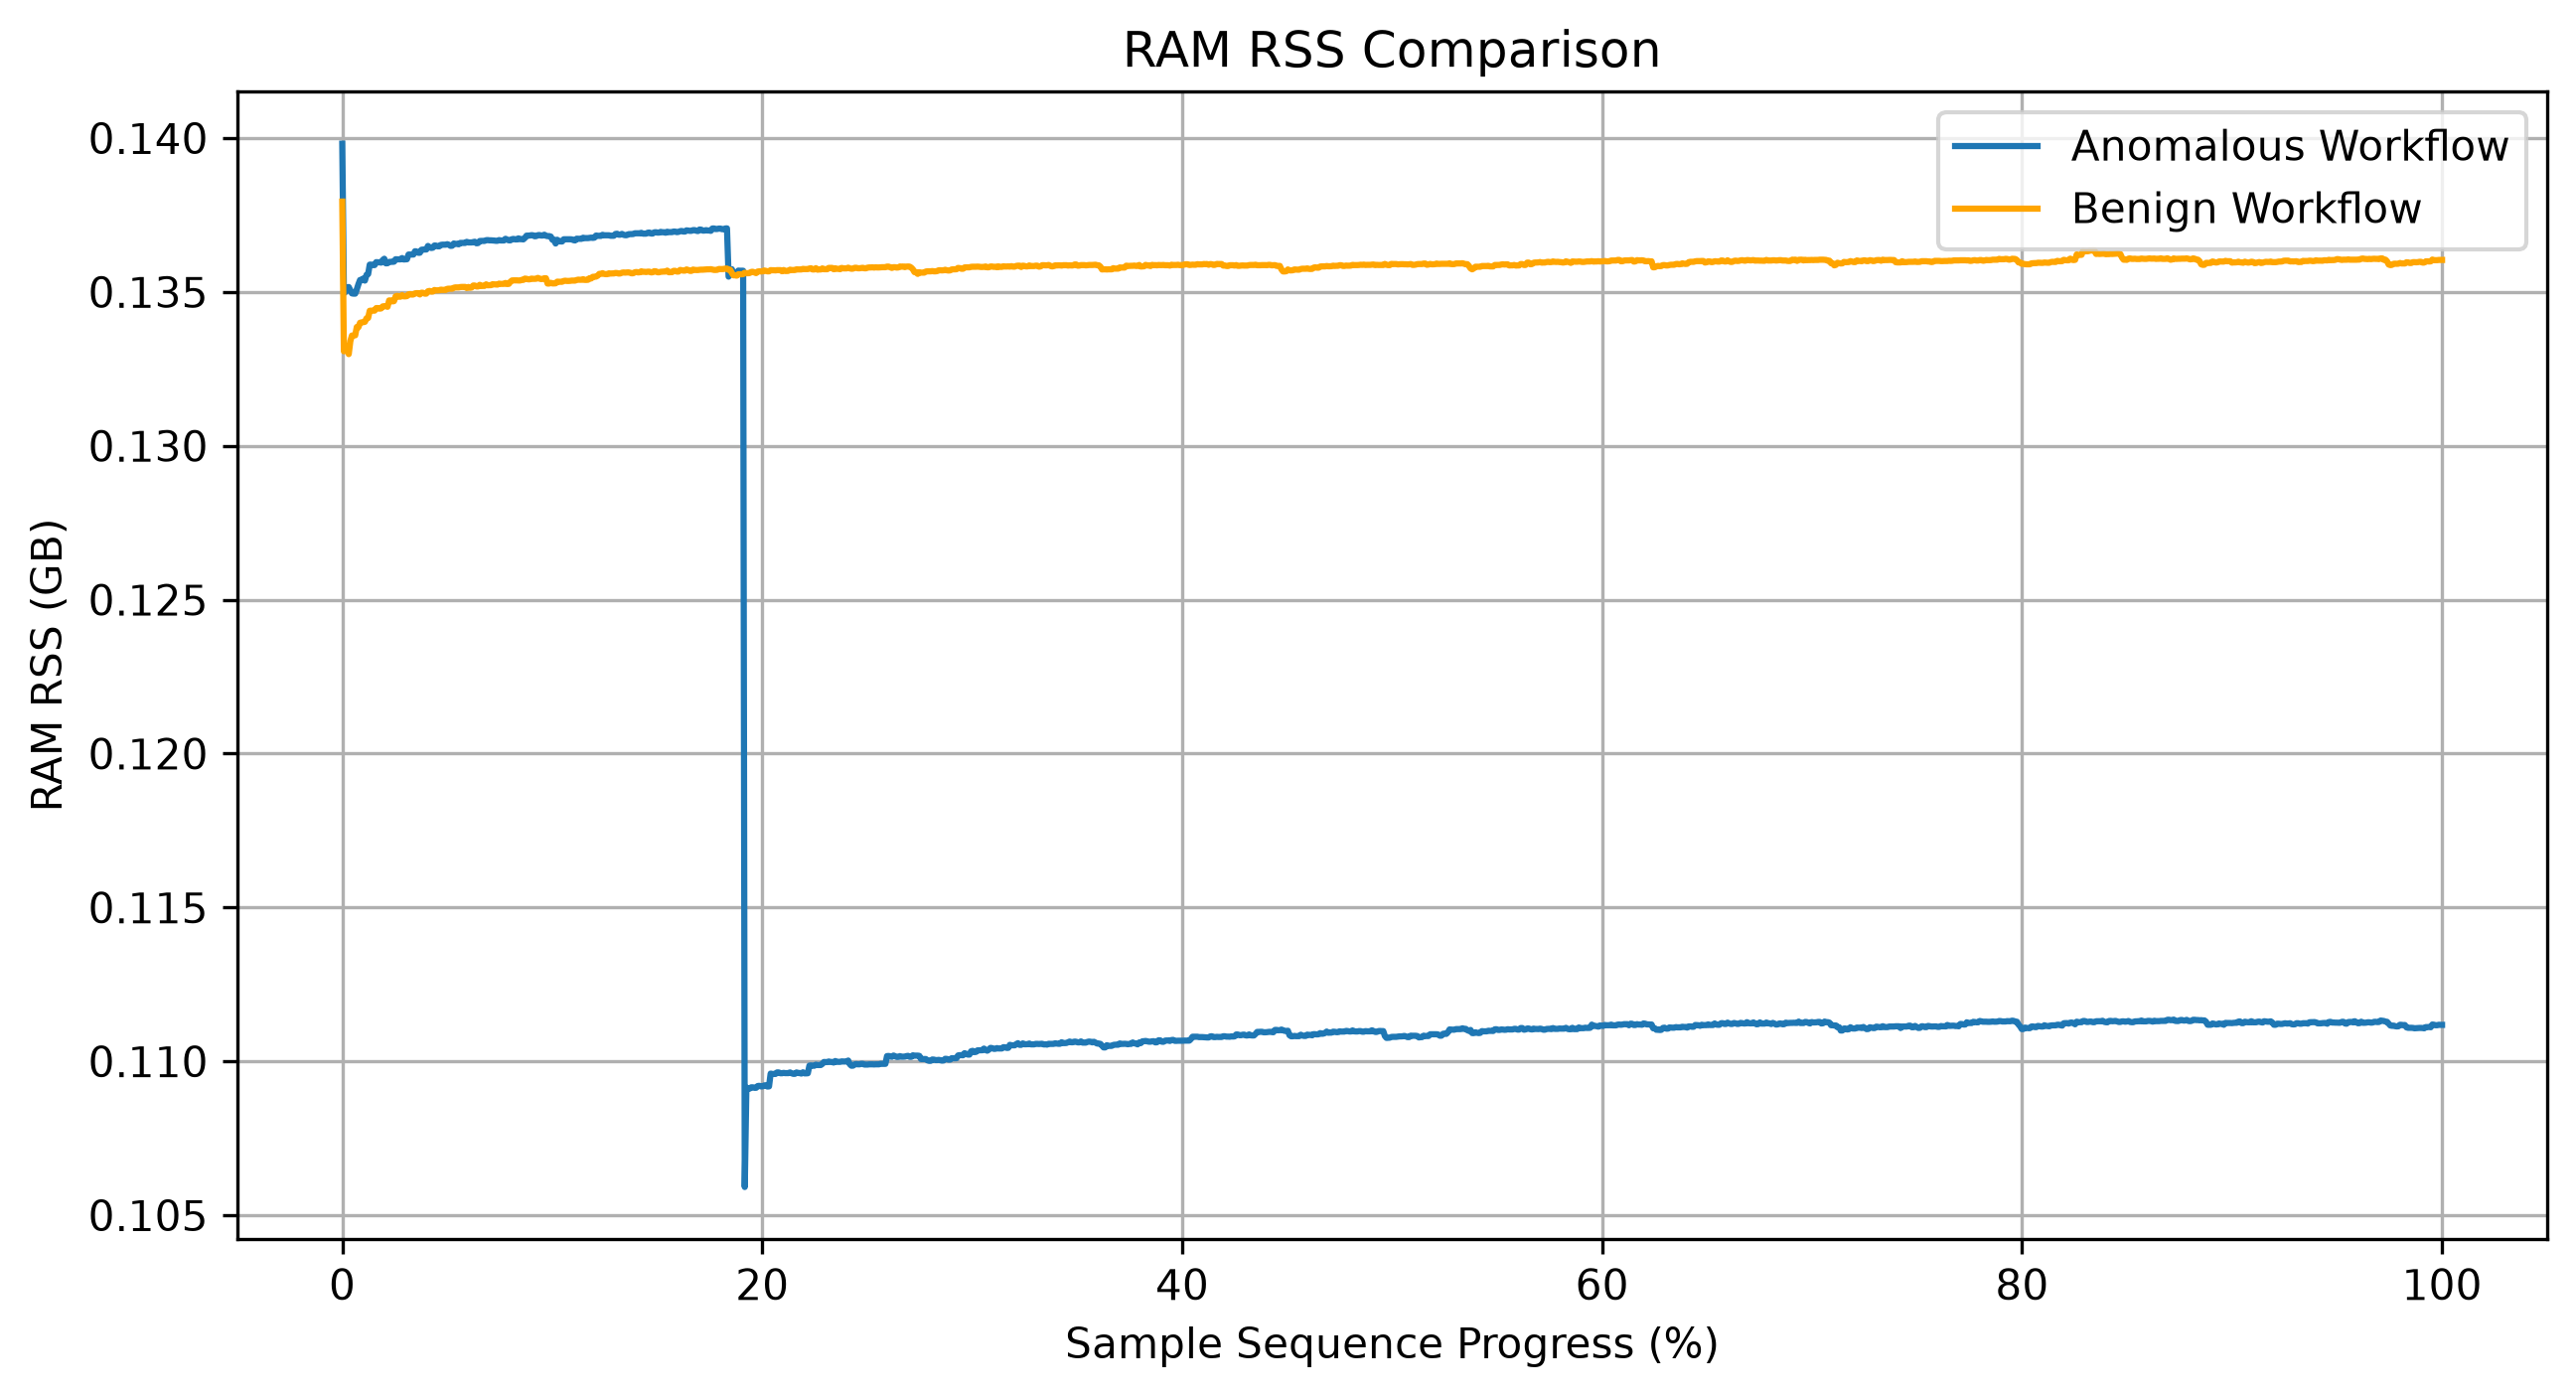 RAM RSS Comparison
Anomalous Workflow
Benign Workflow
RAM RSS (GB)
0.140
0.135
0.130
0.125
0.120
0.115
0.110
0.105
0
20
40
60
80
100
Sample Sequence Progress (%)